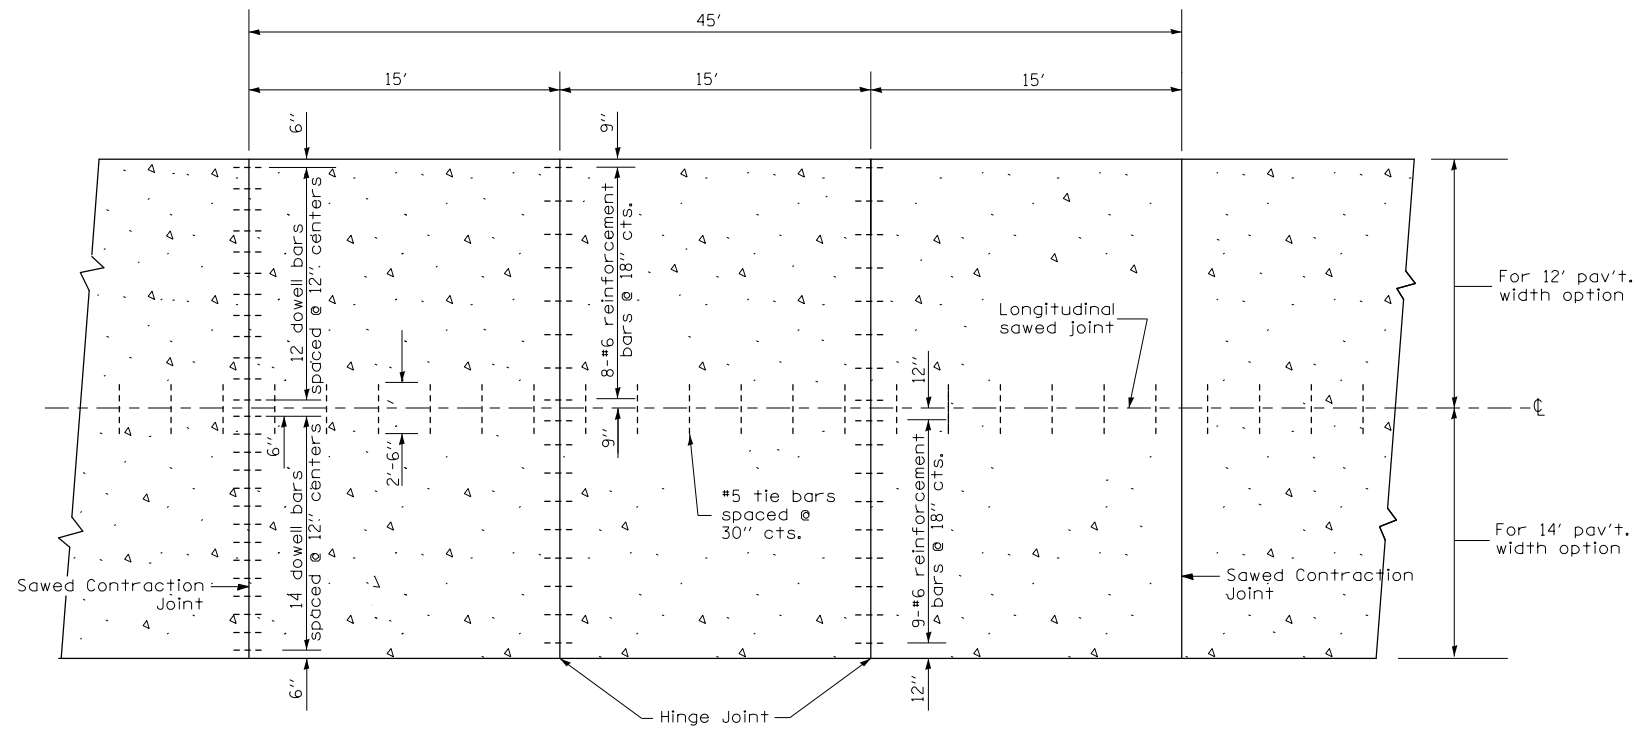 45'
15'
15'
15'
6"
9"
12' dowell bars
spaced @ 12" centers
8-#6 reinforcement
bars @ 18" cts.
For 12' pav't.
width option
Longitudinal
sawed joint
12"
℄
6"
2'-6"
9"
14 dowell bars
spaced @ 12" centers
#5 tie bars
spaced @
30" cts.
9-#6 reinforcement
bars @ 18" cts.
For 14' pav't.
width option
Sawed Contraction
Joint
Sawed Contraction
Joint
6"
12"
Hinge Joint